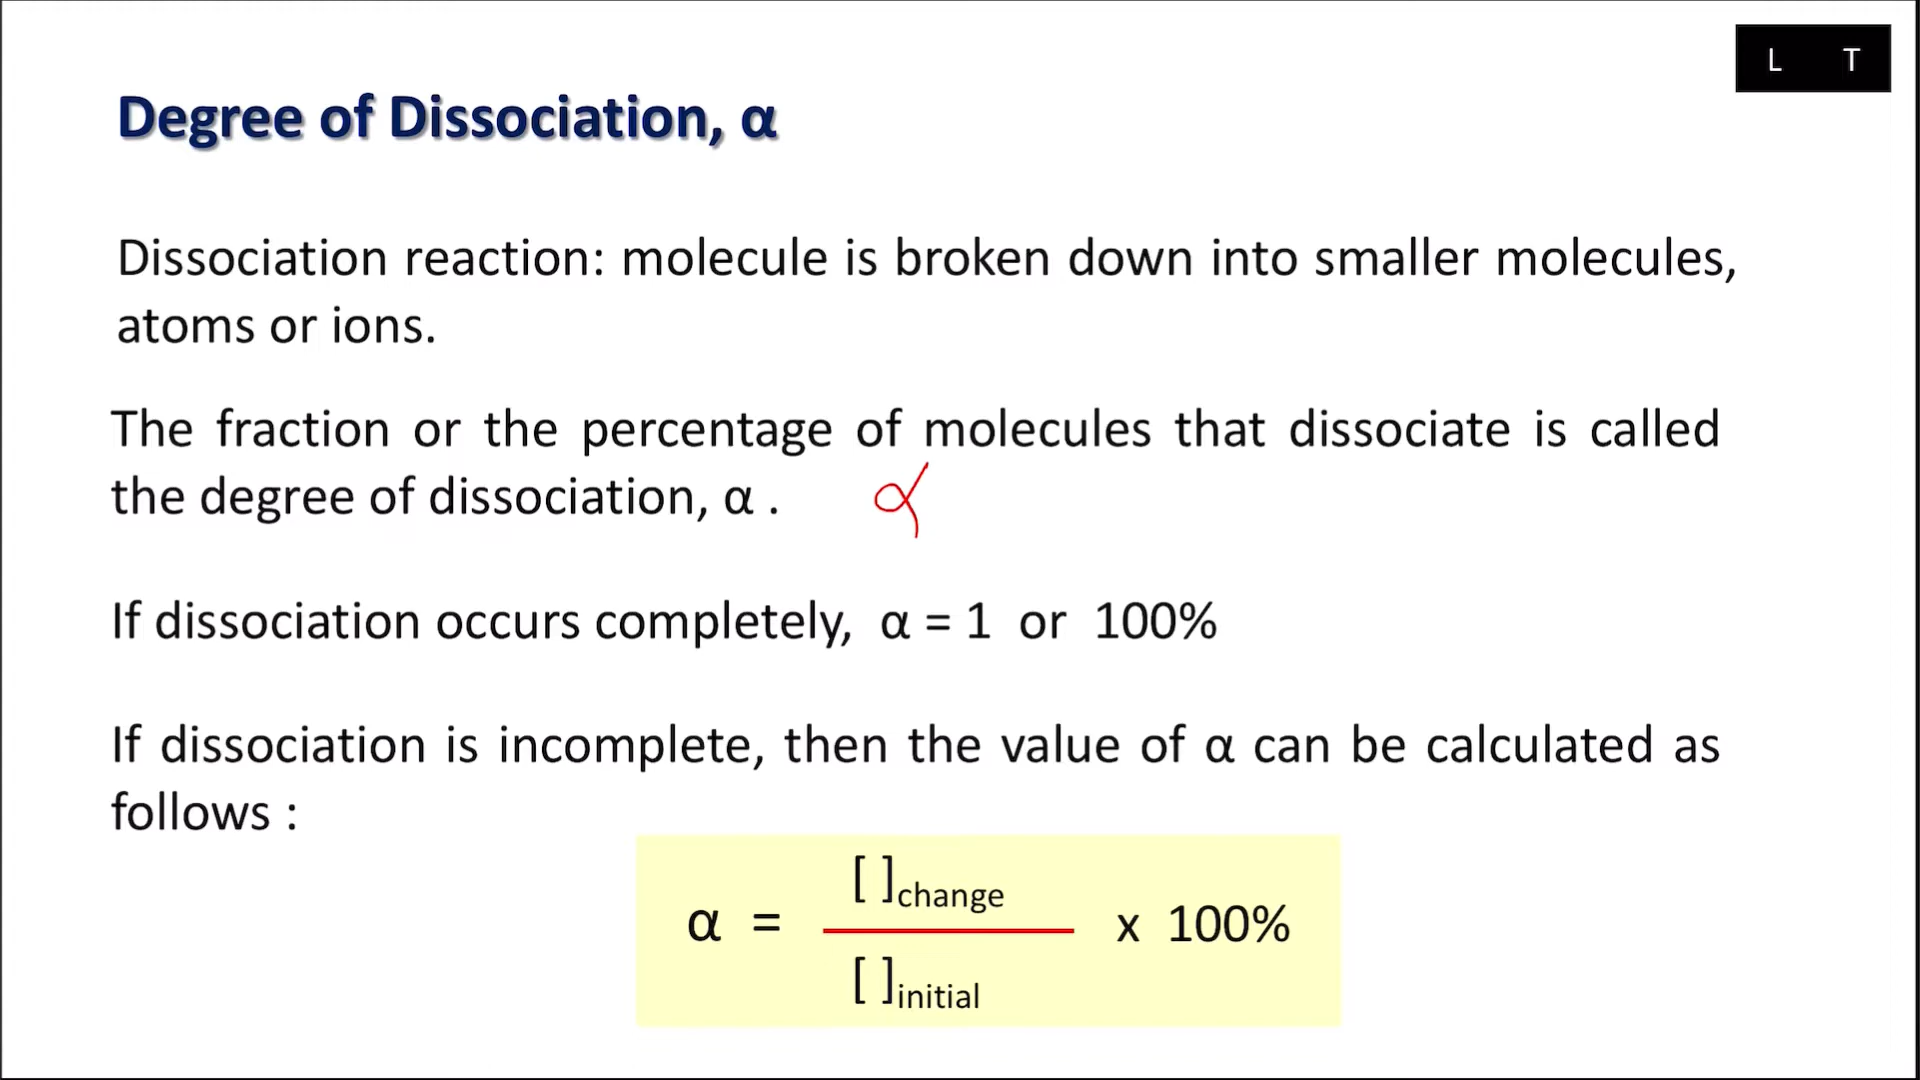 L T
Degree of Dissociation, α
Dissociation reaction: molecule is broken down into smaller molecules,
atoms or ions.
The fraction or the percentage of molecules that dissociate is called
the degree of dissociation, α . α
If dissociation occurs completely, α = 1 or 100%
If dissociation is incomplete, then the value of α can be calculated as
follows :
[ ]change
α = x 100%
[ ]initial